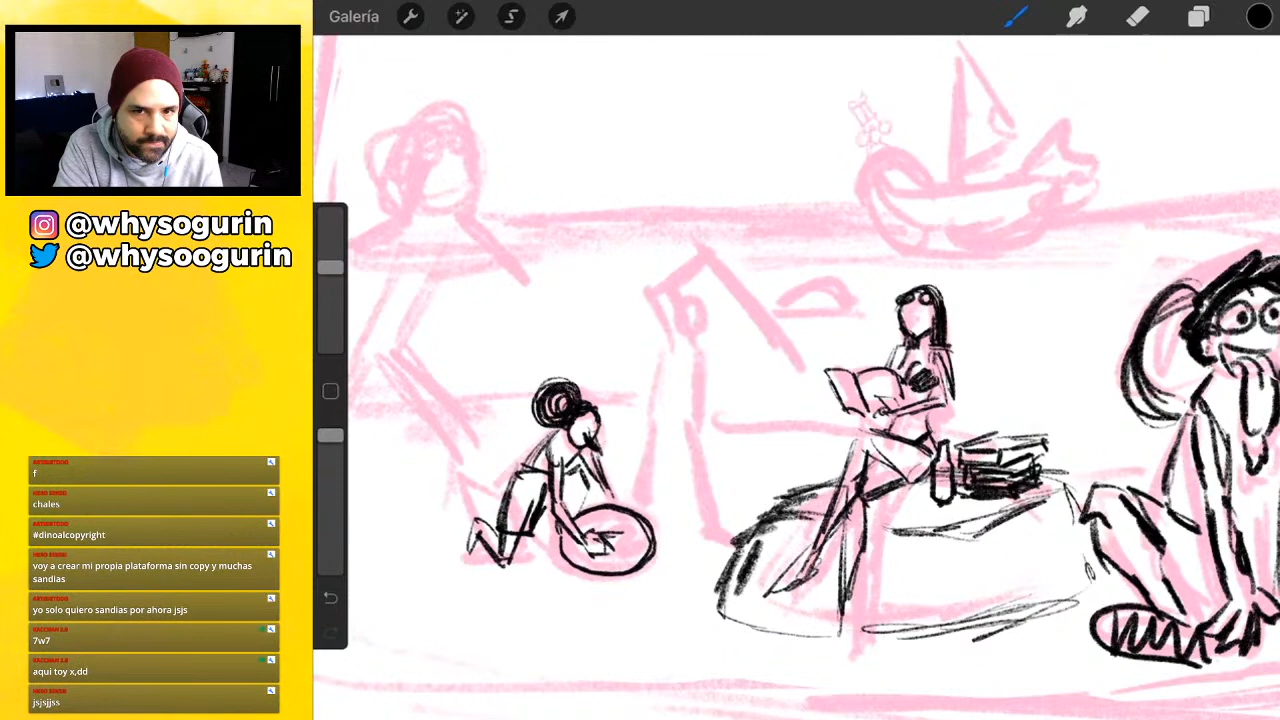 Galería
@whysogurin
@whysoogurin
f
chales
#dinoalcopyright
voy a crear mi propia plataforma sin copy y muchas
sandias
yo solo quiero sandias por ahora jsjs
7w7
aqui toy x,dd
jsjsjjss